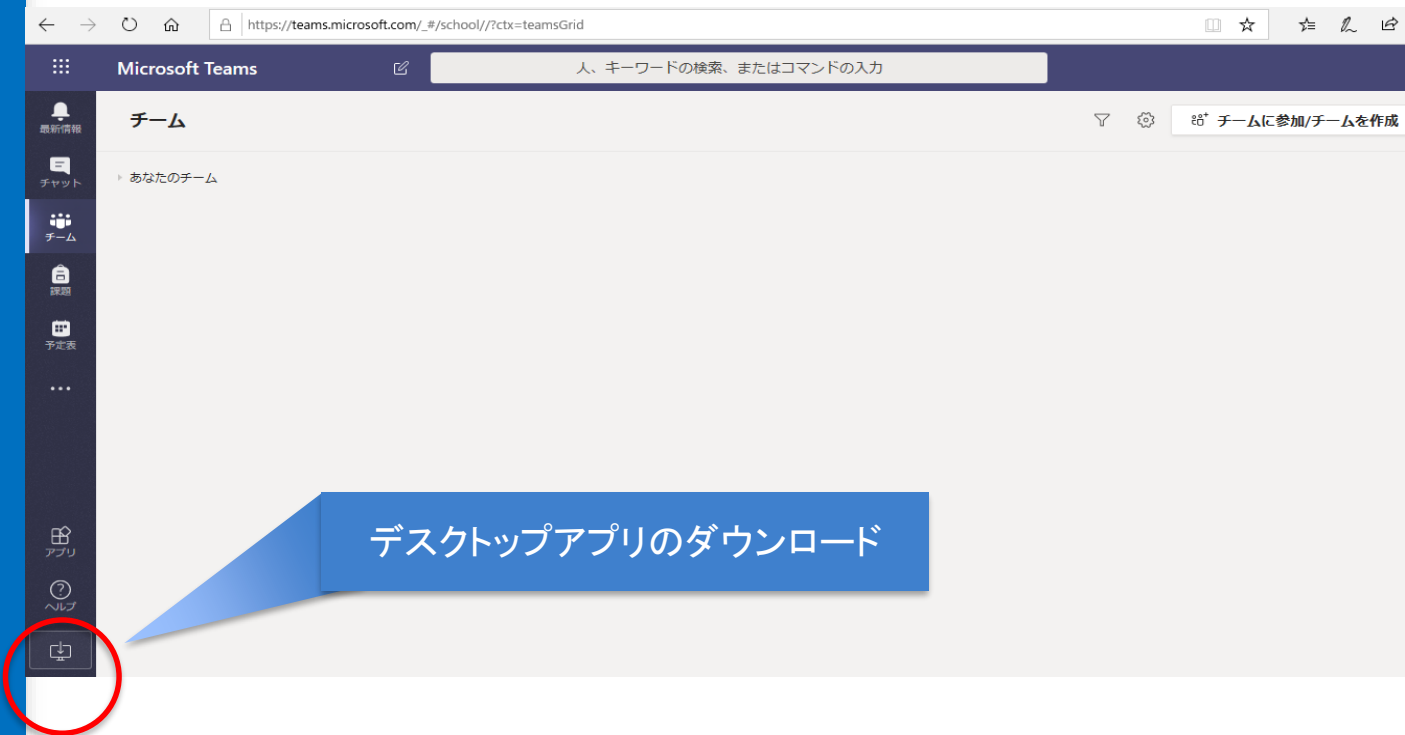 https://teams.microsoft.com/_#/school//?ctx=teamsGrid
Microsoft Teams
人、キーワードの検索、またはコマンドの入力
最新情報
チーム
チームに参加/チームを作成
チャット
あなたのチーム
チーム
課題
予定表
デスクトップアプリのダウンロード
アプリ
ヘルプ